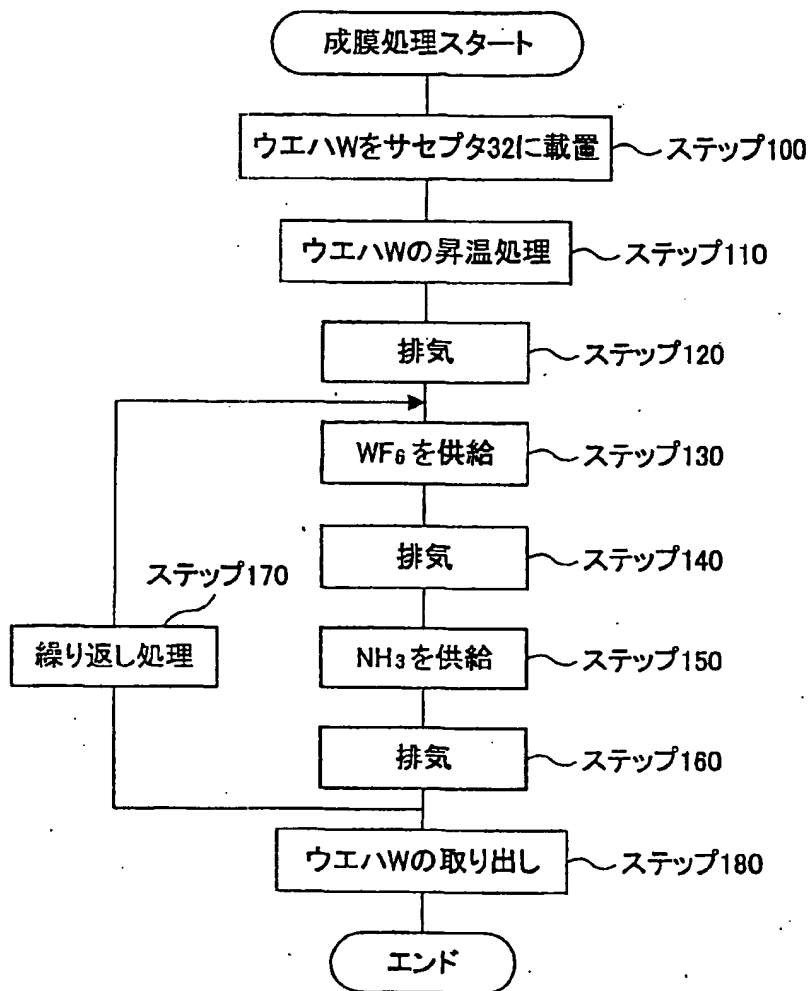 成膜処理スタート
ウエハWをサセプタ32に載置
ステップ100
ウエハWの昇温処理
ステップ110
排気
ステップ120
WF₆を供給
ステップ130
排気
ステップ140
ステップ170
繰り返し処理
NH₃を供給
ステップ150
排気
ステップ160
ウエハWの取り出し
ステップ180
エンド